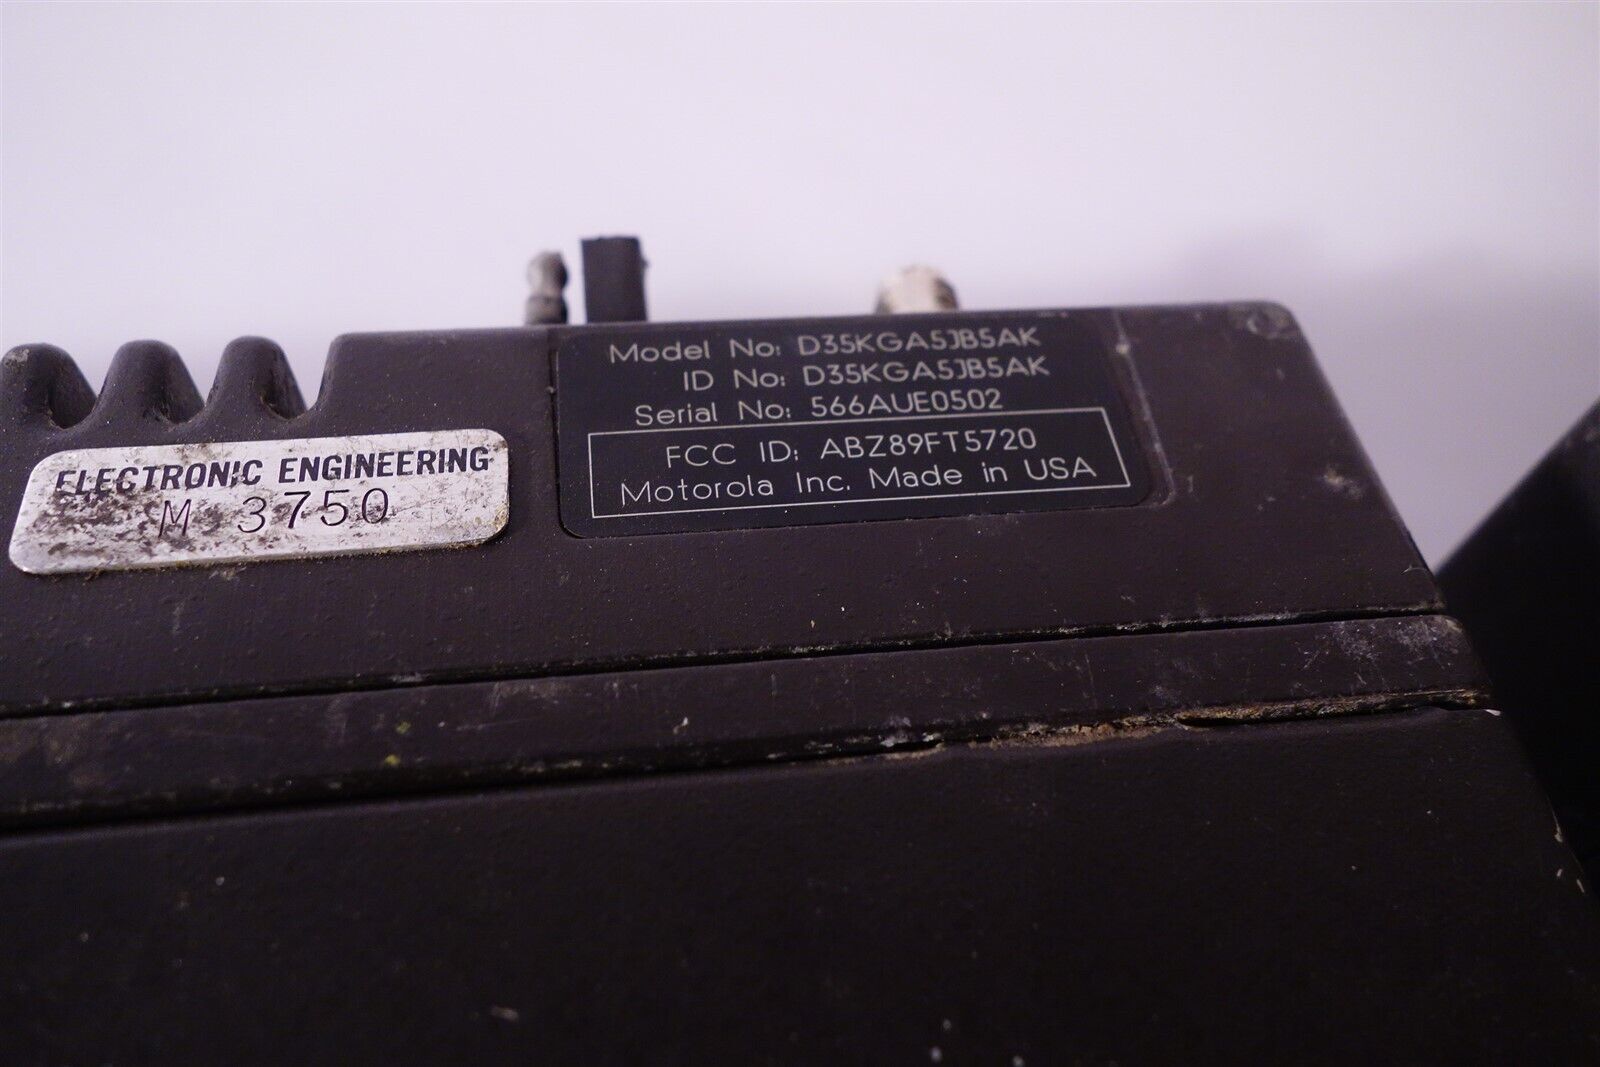 Model No: D35KGA5JB5AK
ID No: D35KGA5JB5AK
Serial No: 566AUE0502
FCC ID: ABZ89FT5720
Motorola Inc. Made in USA
ELECTRONIC ENGINEERING
M 3750